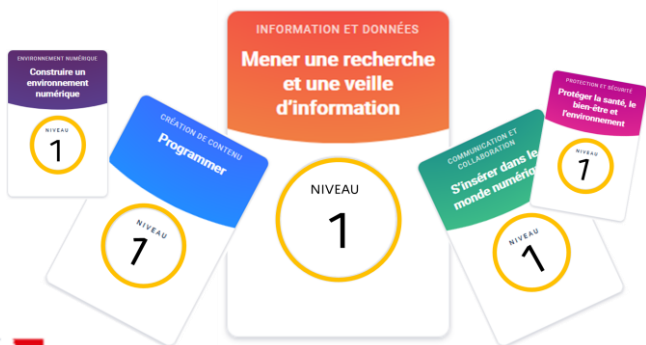 ENVIRONNEMENT NUMÉRIQUE
Construire un
environnement
numérique
NIVEAU
1
CRÉATION DE CONTENU
Programmer
NIVEAU
1
INFORMATION ET DONNÉES
Mener une recherche
et une veille
d'information
NIVEAU
1
COMMUNICATION ET
COLLABORATION
S'insérer dans le
monde numérique
NIVEAU
1
PROTECTION ET SÉCURITÉ
Protéger la santé, le
bien-être et
l'environnement
NIVEAU
1